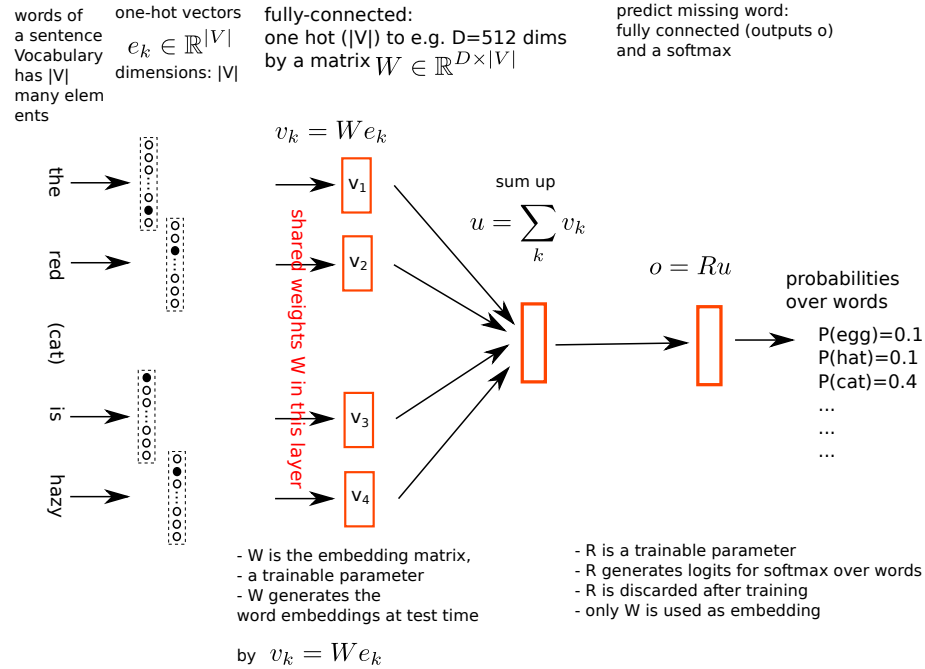 words of
a sentence
Vocabulary
has |V|
many elem
ents
one-hot vectors
e_k ∈ ℝ^{|V|}
dimensions: |V|
fully-connected:
one hot (|V|) to e.g. D=512 dims
by a matrix W ∈ ℝ^{D×|V|}
predict missing word:
fully connected (outputs o)
and a softmax
the
red
(cat)
is
hazy
v_k = We_k
v₁
v₂
v₃
v₄
shared weights W in this layer
sum up
u = ∑_k v_k
o = Ru
probabilities
over words
P(egg)=0.1
P(hat)=0.1
P(cat)=0.4
...
...
...
- W is the embedding matrix,
- a trainable parameter
- W generates the
word embeddings at test time
by v_k = We_k
- R is a trainable parameter
- R generates logits for softmax over words
- R is discarded after training
- only W is used as embedding